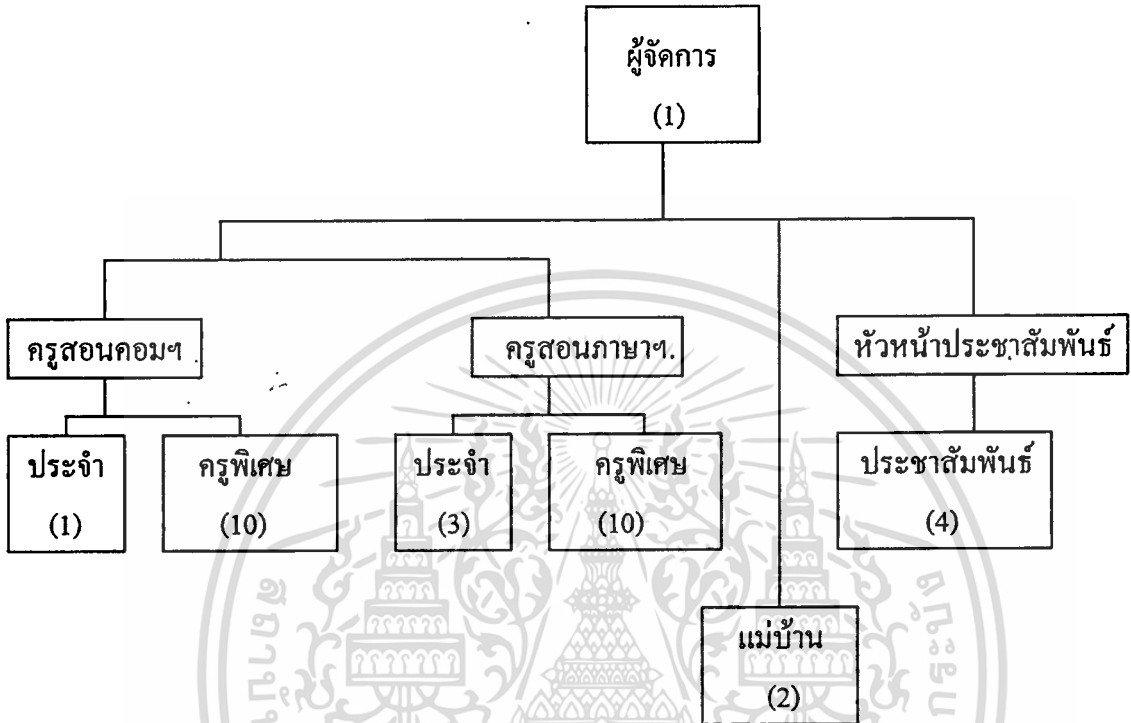 ผู้จัดการ
(1)
ครูสอนคอมฯ
ครูสอนภาษาฯ.
หัวหน้าประชาสัมพันธ์
ประจำ
(1)
ครูพิเศษ
(10)
ประจำ
(3)
ครูพิเศษ
(10)
ประชาสัมพันธ์
(4)
แม่บ้าน
(2)